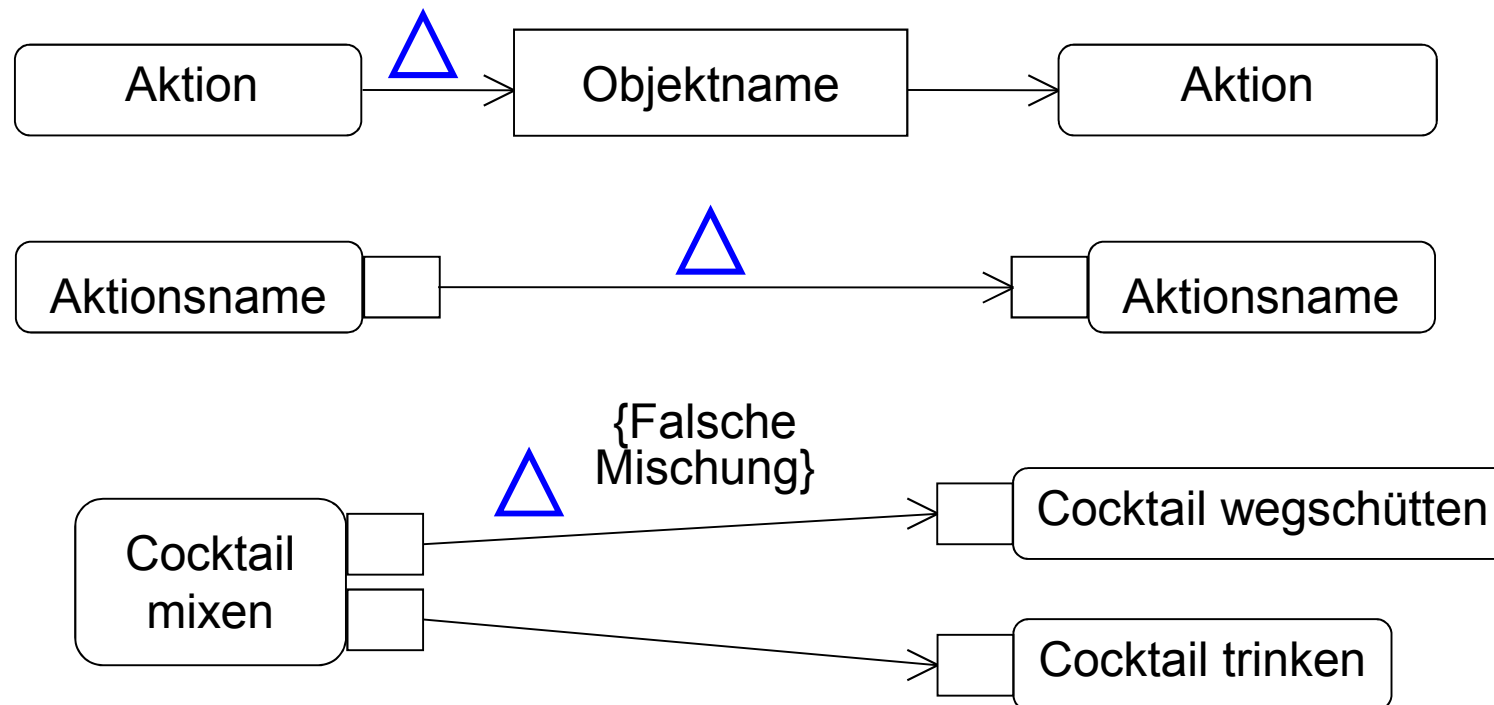 Aktion
Objektname
Aktion
Aktionsname
Aktionsname
{Falsche
Mischung}
Cocktail
mixen
Cocktail wegschütten
Cocktail trinken